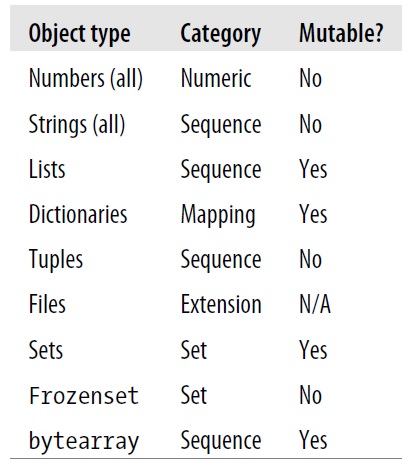 Object type Category Mutable?
Numbers (all) Numeric No
Strings (all) Sequence No
Lists Sequence Yes
Dictionaries Mapping Yes
Tuples Sequence No
Files Extension N/A
Sets Set Yes
Frozenset Set No
bytearray Sequence Yes